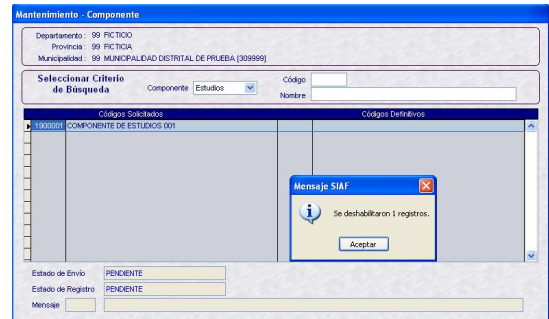 Mantenimiento - Componente
Departamento : 99 FICTICIO
Provincia : 99 FICTICIA
Municipalidad : 99 MUNICIPALIDAD DISTRITAL DE PRUEBA [309999]
Seleccionar Criterio
de Búsqueda
Componente Estudios
Código
Nombre
Códigos Solicitados Códigos Definitivos
1900001 COMPONENTE DE ESTUDIOS 001
Mensaje SIAF
Se deshabilitaron 1 registros.
Aceptar
Estado de Envío PENDIENTE
Estado de Registro PENDIENTE
Mensaje